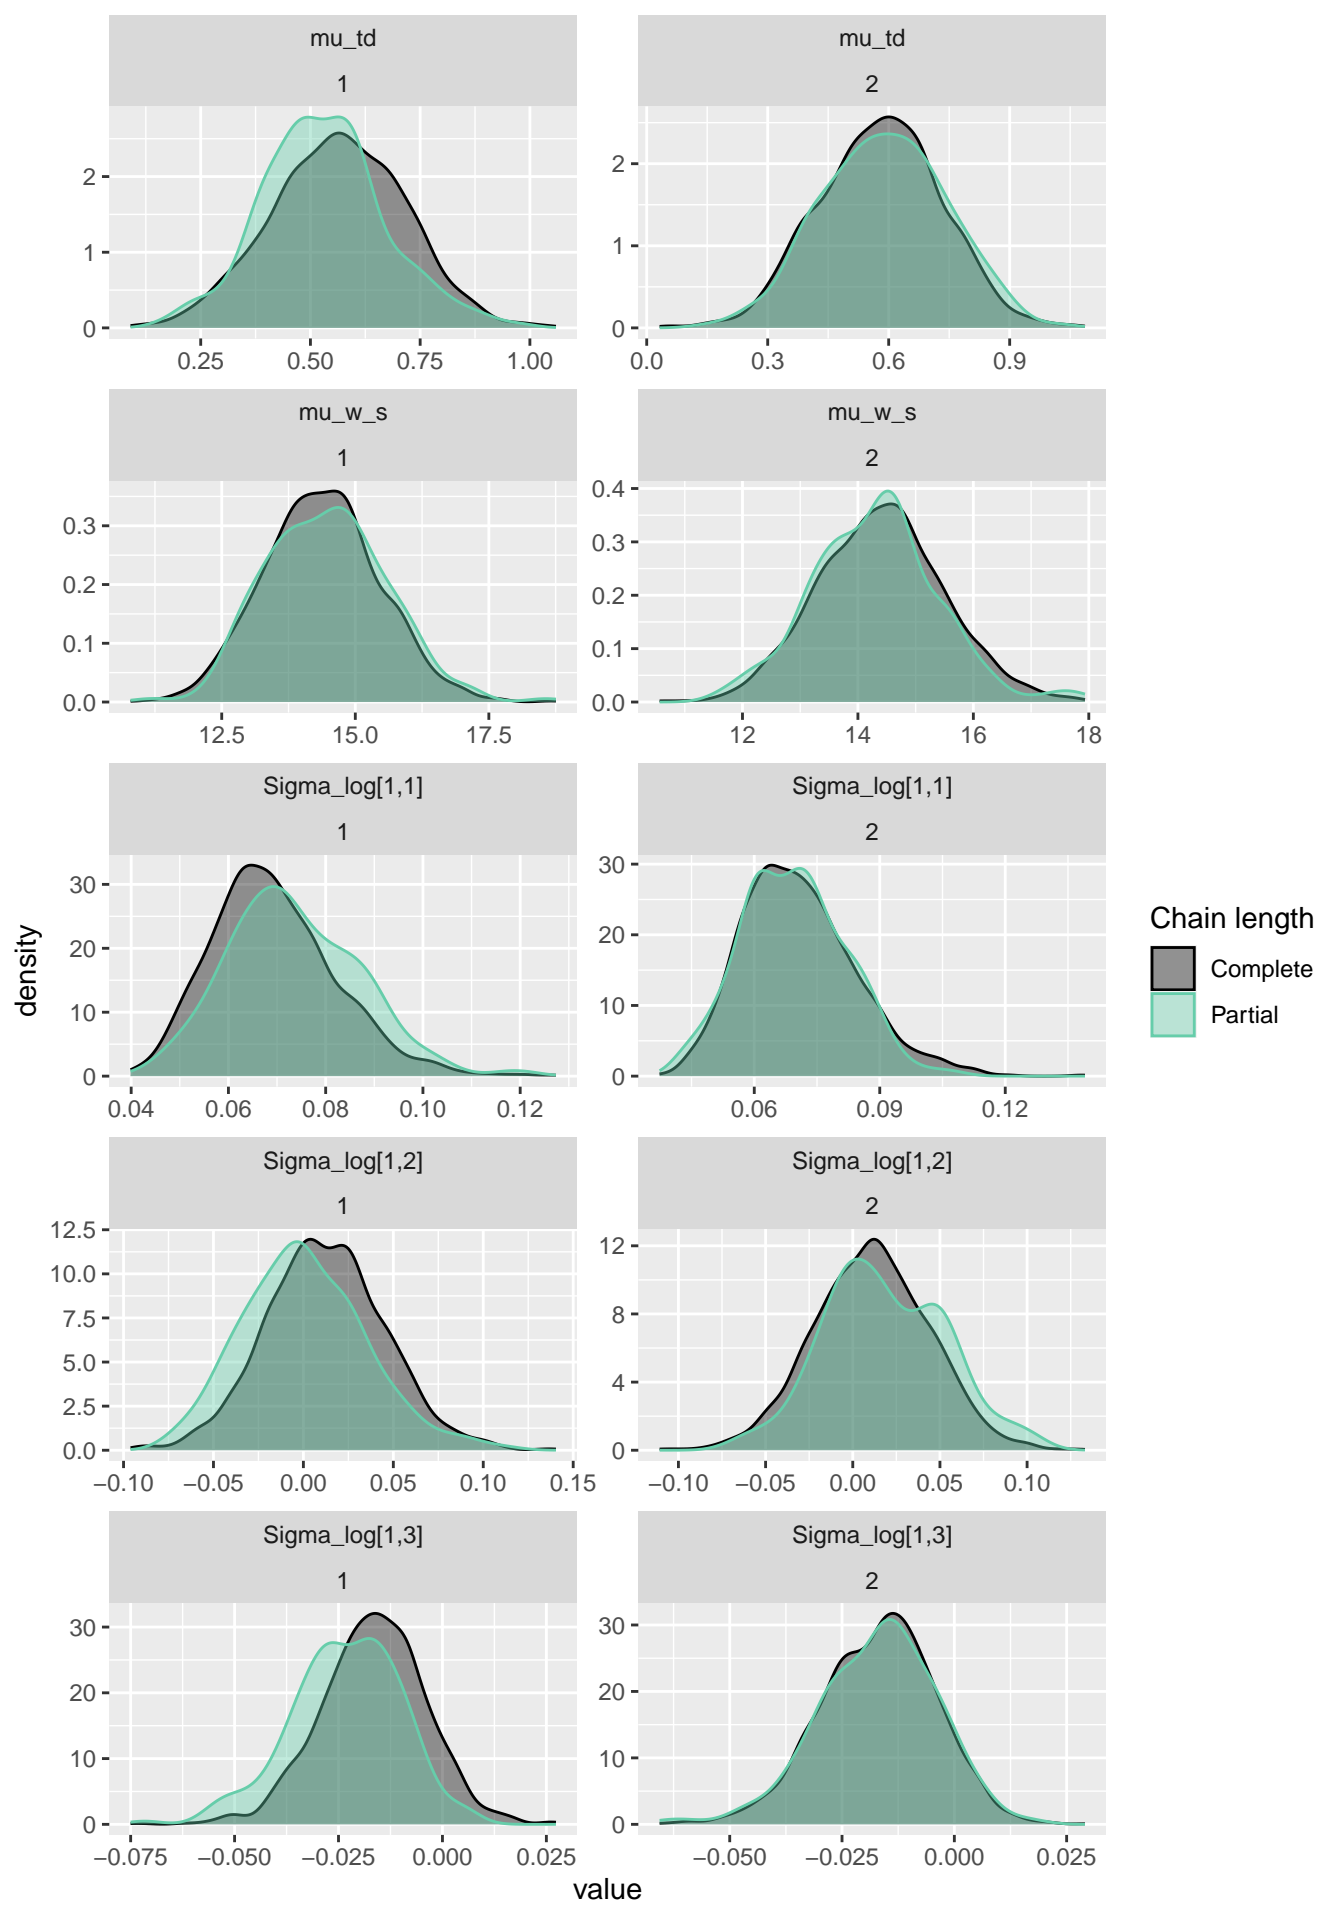 mu_td
1
mu_td
2
2
1
0
2
1
0
0.25 0.50 0.75 1.00
0.0 0.3 0.6 0.9
mu_w_s
1
mu_w_s
2
0.3
0.2
0.1
0.0
0.4
0.3
0.2
0.1
0.0
12.5 15.0 17.5
12 14 16 18
Sigma_log[1,1]
1
Sigma_log[1,1]
2
30
20
10
0
30
20
10
0
0.04 0.06 0.08 0.10 0.12
0.06 0.09 0.12
Sigma_log[1,2]
1
Sigma_log[1,2]
2
12.5
10.0
7.5
5.0
2.5
0.0
12
8
4
0
−0.10 −0.05 0.00 0.05 0.10 0.15
−0.10 −0.05 0.00 0.05 0.10
Sigma_log[1,3]
1
Sigma_log[1,3]
2
30
20
10
0
30
20
10
0
−0.075 −0.050 −0.025 0.000 0.025
−0.050 −0.025 0.000 0.025
value
density
Chain length
Complete
Partial